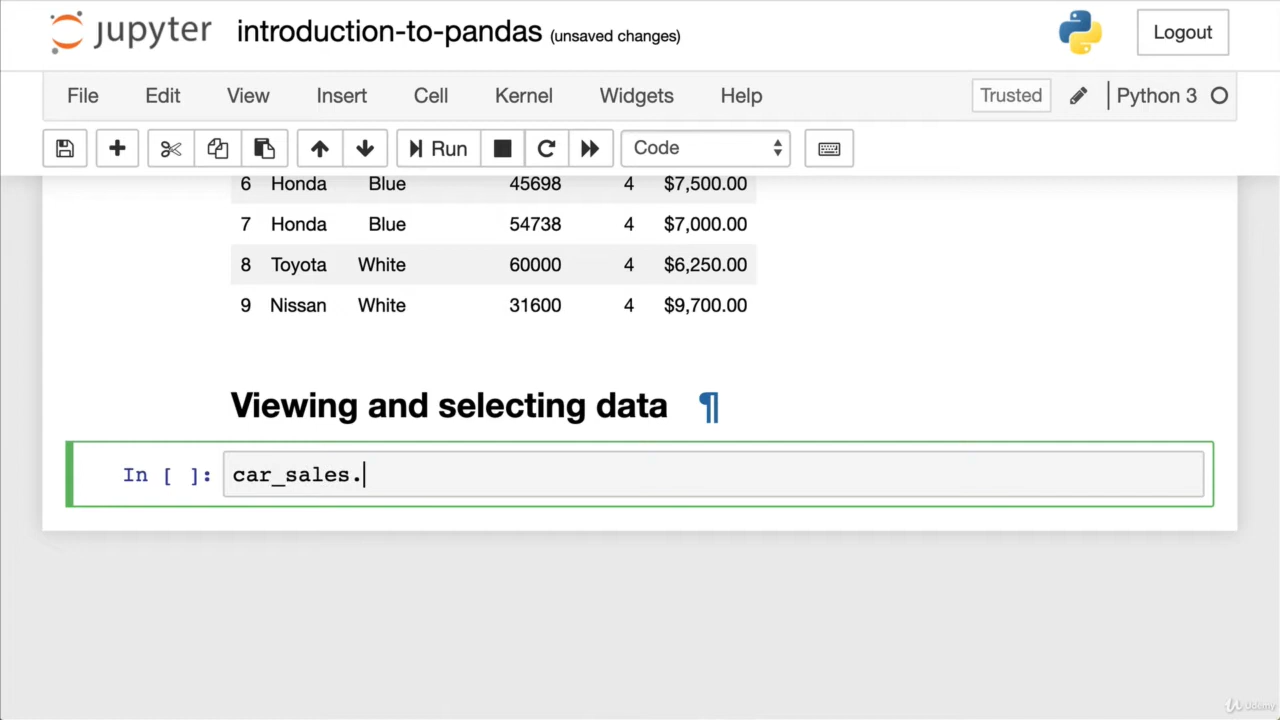 jupyter introduction-to-pandas (unsaved changes) Logout
File Edit View Insert Cell Kernel Widgets Help Trusted Python 3
Run Code
6 Honda Blue 45698 4 $7,500.00
7 Honda Blue 54738 4 $7,000.00
8 Toyota White 60000 4 $6,250.00
9 Nissan White 31600 4 $9,700.00
Viewing and selecting data ¶
In [ ]: car_sales.
Udemy